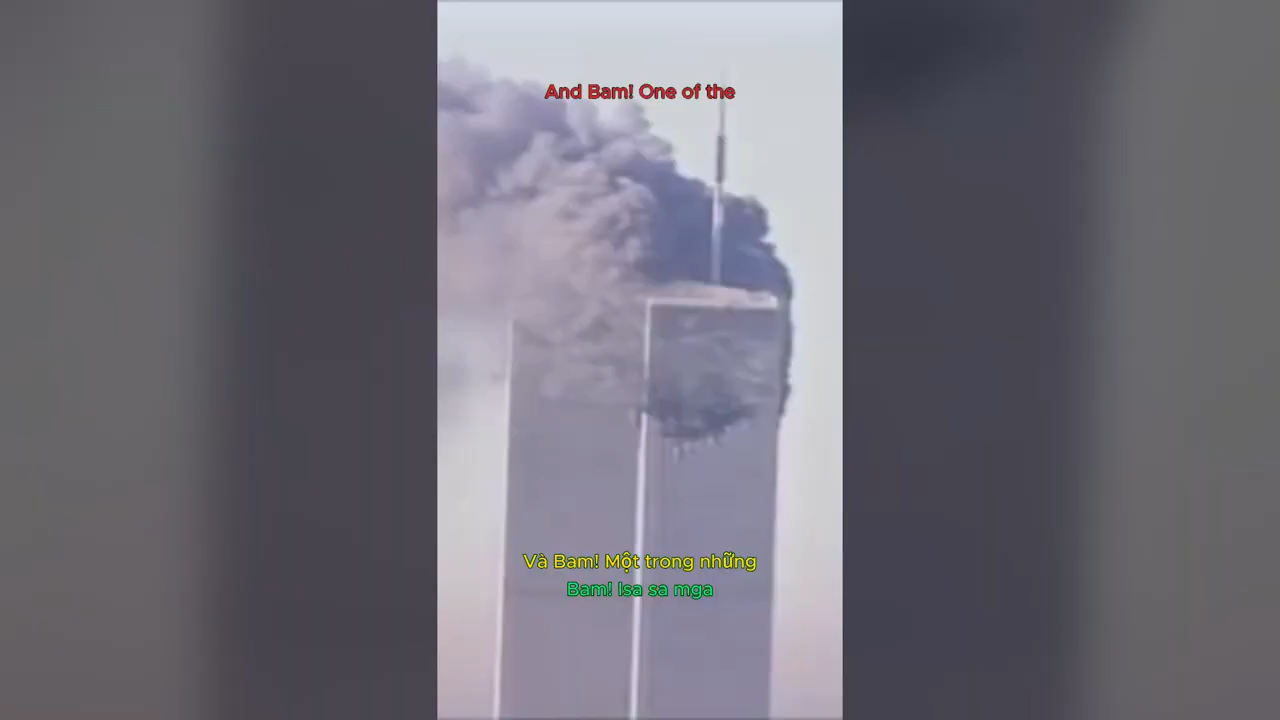 And Bam! One of the
Và Bam! Một trong những
Bam! Isa sa mga